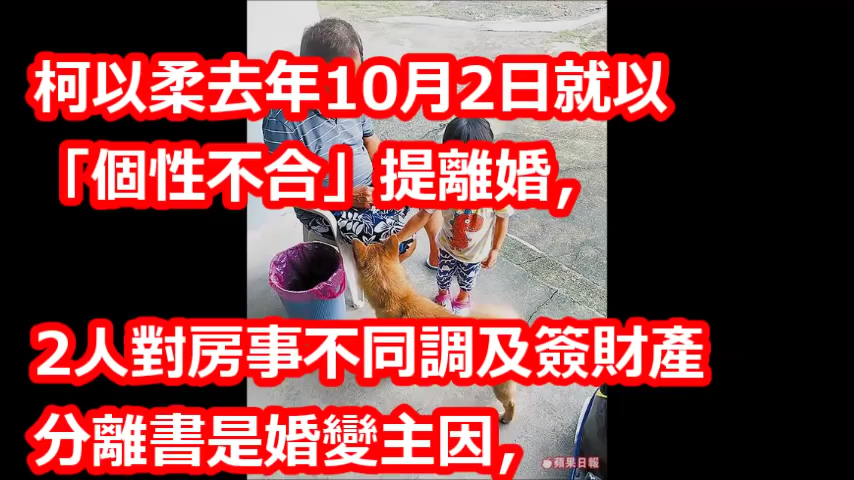 柯以柔去年10月2日就以
「個性不合」提離婚,
2人對房事不同調及簽財產
分離書是婚變主因,
蘋果日報